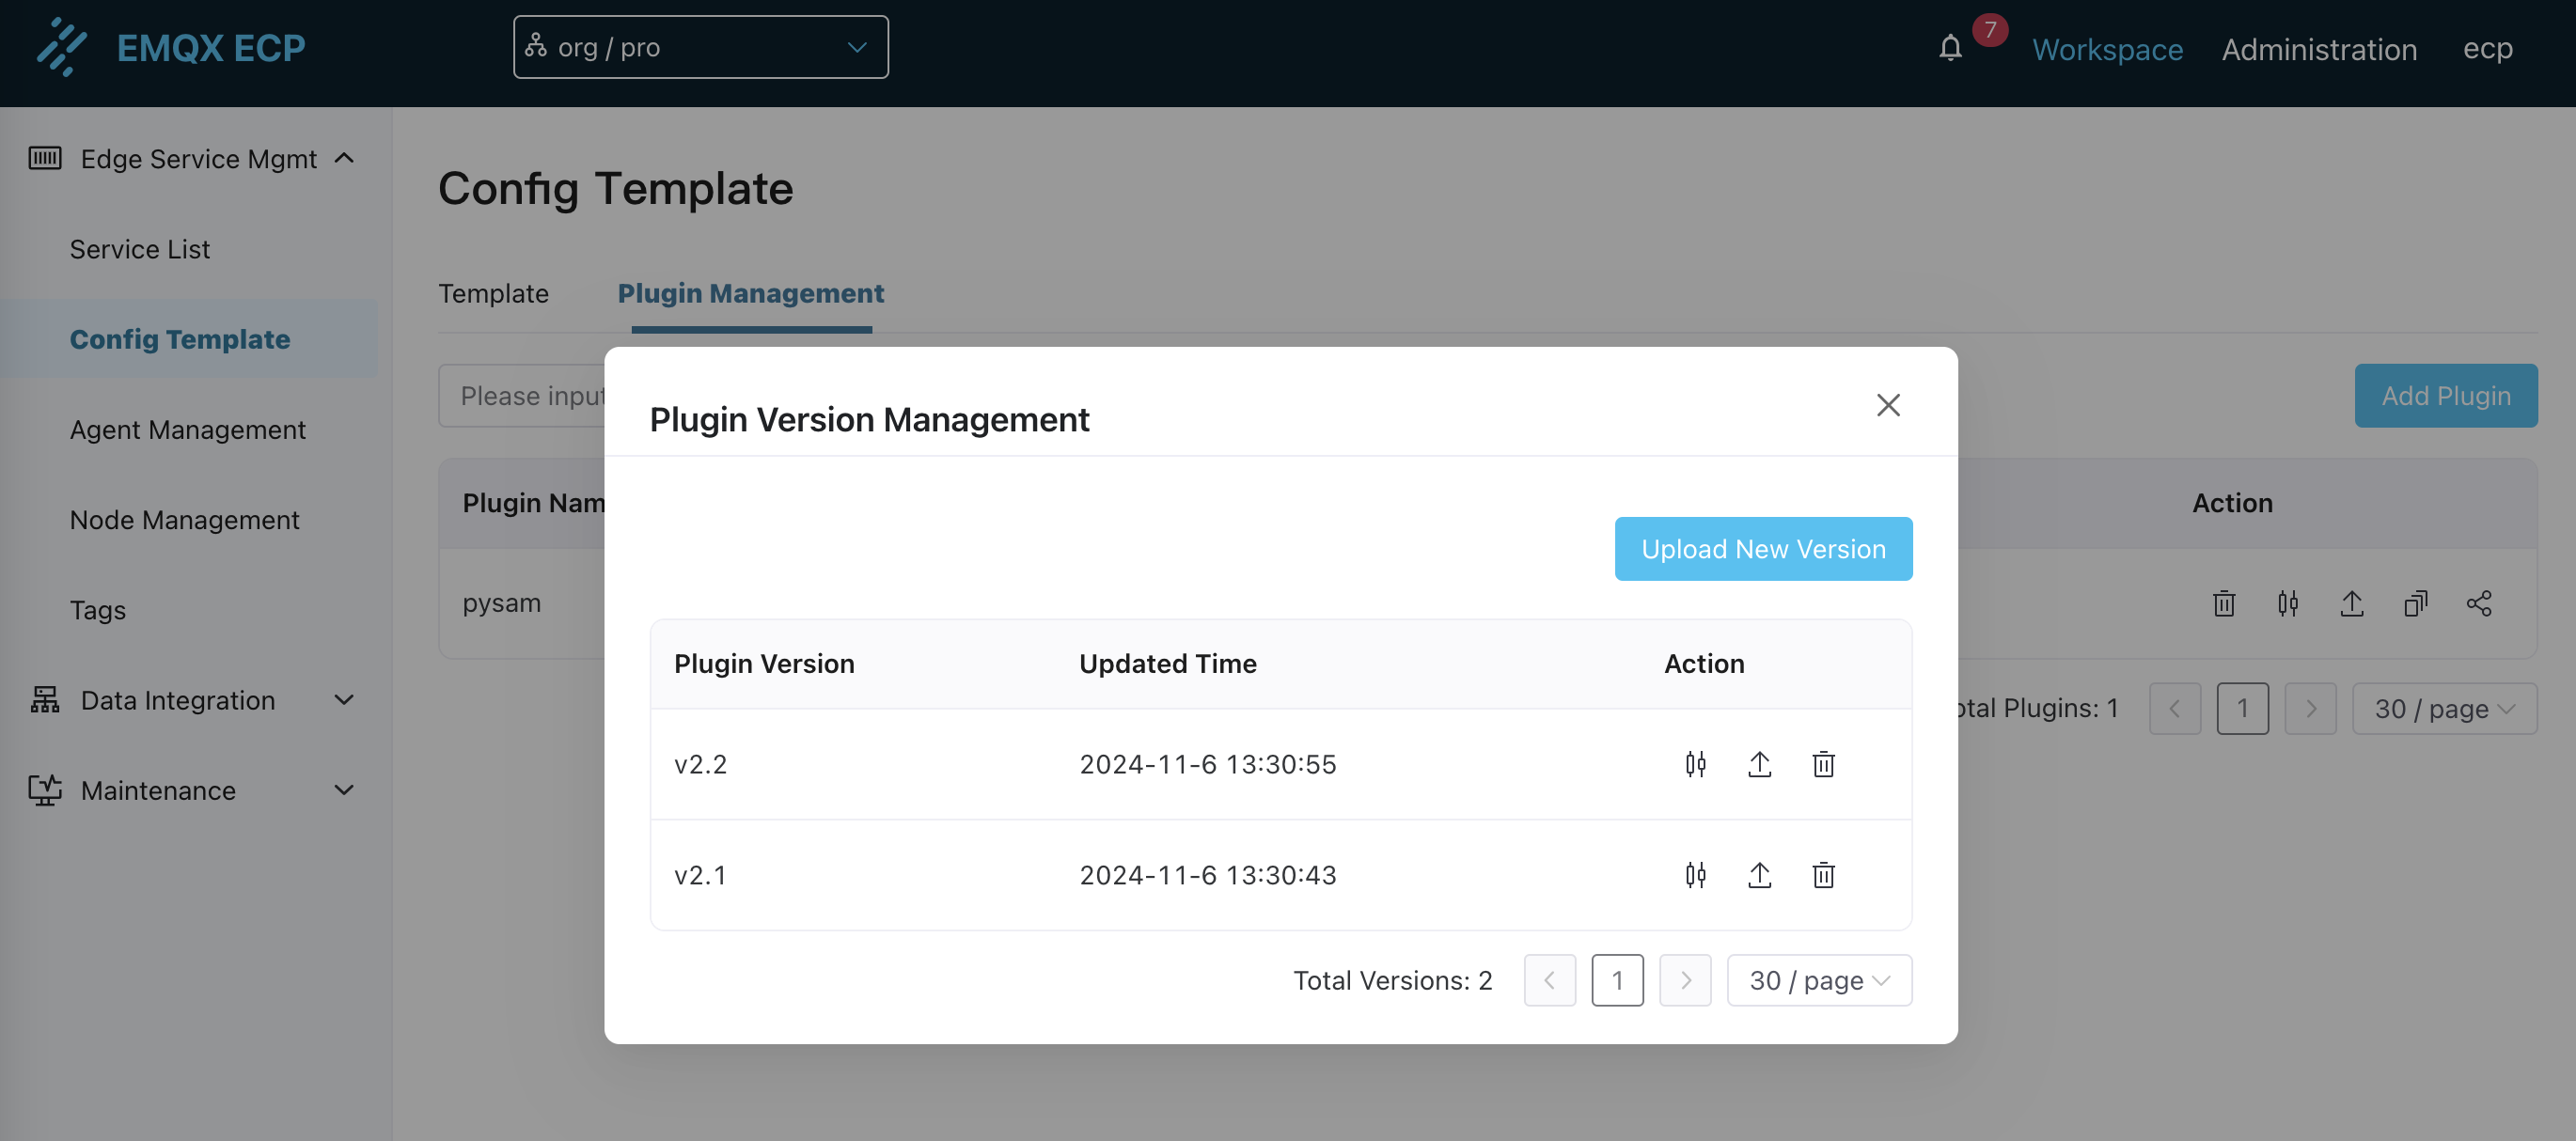 EMQX ECP
org / pro
7
Workspace
Administration
ecp
Edge Service Mgmt
Service List
Config Template
Agent Management
Node Management
Tags
Data Integration
Maintenance
Config Template
Template
Plugin Management
Please input
Add Plugin
Plugin Nam
Action
pysam
otal Plugins: 1
1
30 / page
Plugin Version Management
Upload New Version
Plugin Version
Updated Time
Action
v2.2
2024-11-6 13:30:55
v2.1
2024-11-6 13:30:43
Total Versions: 2
1
30 / page